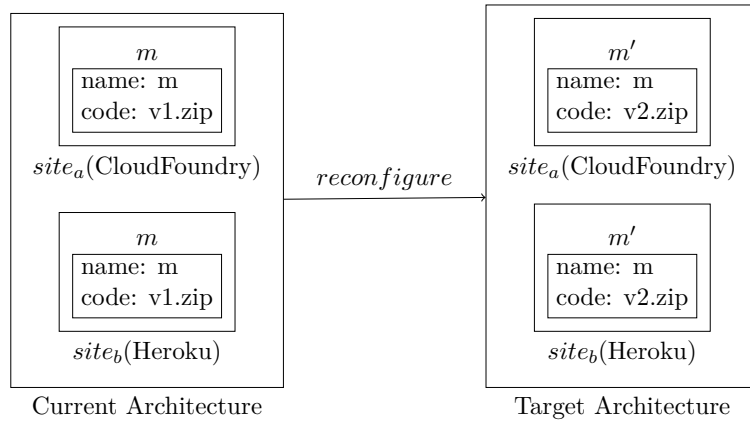 m
name: m
code: v1.zip
site_a(CloudFoundry)
m
name: m
code: v1.zip
site_b(Heroku)
Current Architecture
reconfigure
m′
name: m
code: v2.zip
site_a(CloudFoundry)
m′
name: m
code: v2.zip
site_b(Heroku)
Target Architecture